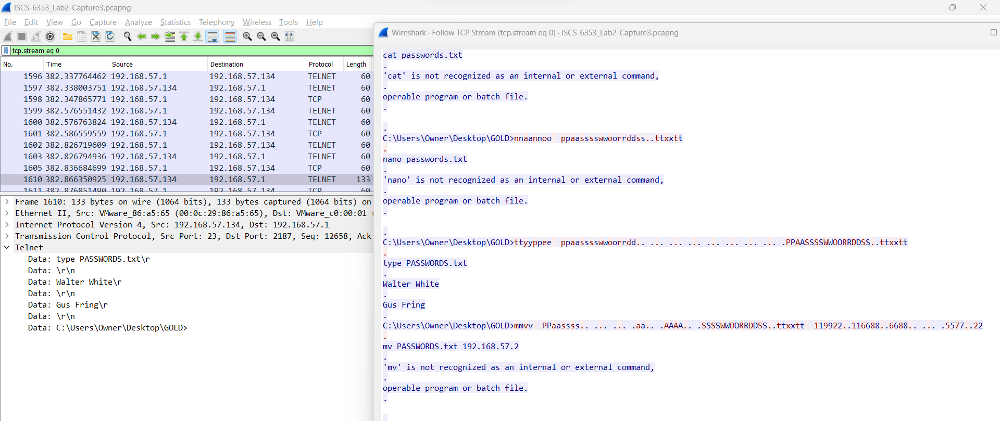 ISCS-6353_Lab2-Capture3.pcapng
File Edit View Go Capture Analyze Statistics Telephony Wireless Tools Help
tcp.stream eq 0
No. Time Source Destination Protocol Length
1596 382.337764462 192.168.57.1 192.168.57.134 TELNET 60
1597 382.338003751 192.168.57.134 192.168.57.1 TELNET 60
1598 382.347865771 192.168.57.1 192.168.57.134 TCP 60
1599 382.576551432 192.168.57.1 192.168.57.134 TELNET 60
1600 382.576763824 192.168.57.134 192.168.57.1 TELNET 60
1601 382.586559559 192.168.57.1 192.168.57.134 TCP 60
1602 382.826719609 192.168.57.1 192.168.57.134 TELNET 60
1603 382.826794936 192.168.57.134 192.168.57.1 TELNET 60
1605 382.836684699 192.168.57.1 192.168.57.134 TCP 60
1610 382.866350925 192.168.57.134 192.168.57.1 TELNET 133
1611 382.876851490 192.168.57.1 192.168.57.134 TCP 60
Frame 1610: 133 bytes on wire (1064 bits), 133 bytes captured (1064 bits) on
Ethernet II, Src: VMware_86:a5:65 (00:0c:29:86:a5:65), Dst: VMware_c0:00:01 (
Internet Protocol Version 4, Src: 192.168.57.134, Dst: 192.168.57.1
Transmission Control Protocol, Src Port: 23, Dst Port: 2187, Seq: 12658, Ack:
Telnet
Data: type PASSWORDS.txt\r
Data: \r\n
Data: Walter White\r
Data: \r\n
Data: Gus Fring\r
Data: \r\n
Data: C:\Users\Owner\Desktop\GOLD>
Wireshark · Follow TCP Stream (tcp.stream eq 0) · ISCS-6353_Lab2-Capture3.pcapng
cat passwords.txt
.
'cat' is not recognized as an internal or external command,
.
operable program or batch file.
.
.
C:\Users\Owner\Desktop\GOLD>nnaannoo  ppaasssswwoorrddss..ttxxtt
.
nano passwords.txt
.
'nano' is not recognized as an internal or external command,
.
operable program or batch file.
.
.
C:\Users\Owner\Desktop\GOLD>ttyyppee  ppaasssswwoorrdd.. ... ... ... ... ... ... ... .PPAASSSSWWOORRDDSS..ttxxtt
.
type PASSWORDS.txt
.
Walter White
.
Gus Fring
.
C:\Users\Owner\Desktop\GOLD>mmvv  PPaassss.. ... ... .aa.. .AAAA.. .SSSSWWOORRDDSS..ttxxtt  119922..116688..6688.. ... .5577..22
.
mv PASSWORDS.txt 192.168.57.2
.
'mv' is not recognized as an internal or external command,
.
operable program or batch file.
.